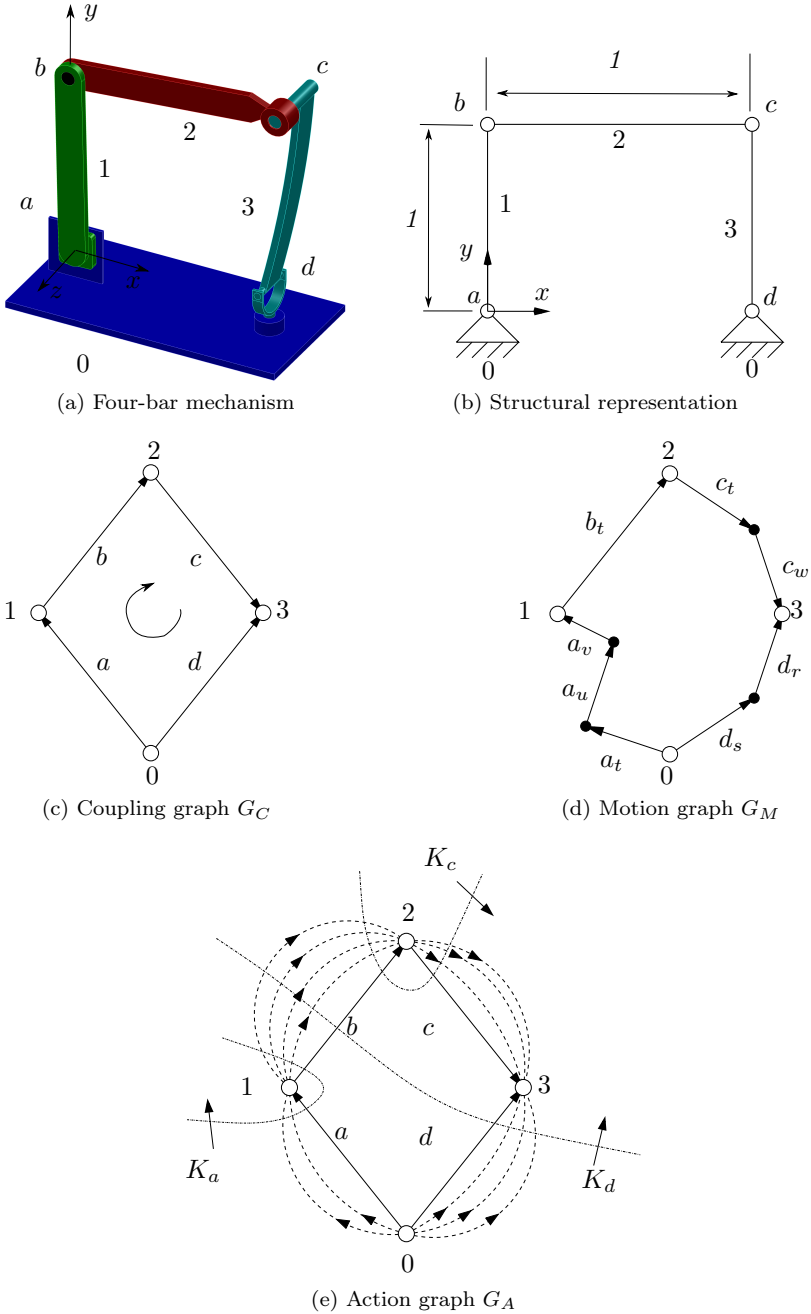 y
b
c
2
1
3
a
d
x
z
0
(a) Four-bar mechanism
1
b
c
2
1
1
3
y
a
x
d
0
0
(b) Structural representation
2
b
c
1
3
a
d
0
(c) Coupling graph G_C
2
c_t
b_t
c_w
1
3
a_v
a_u
d_r
a_t
d_s
0
(d) Motion graph G_M
K_c
2
b
c
1
3
a
d
K_a
K_d
0
(e) Action graph G_A